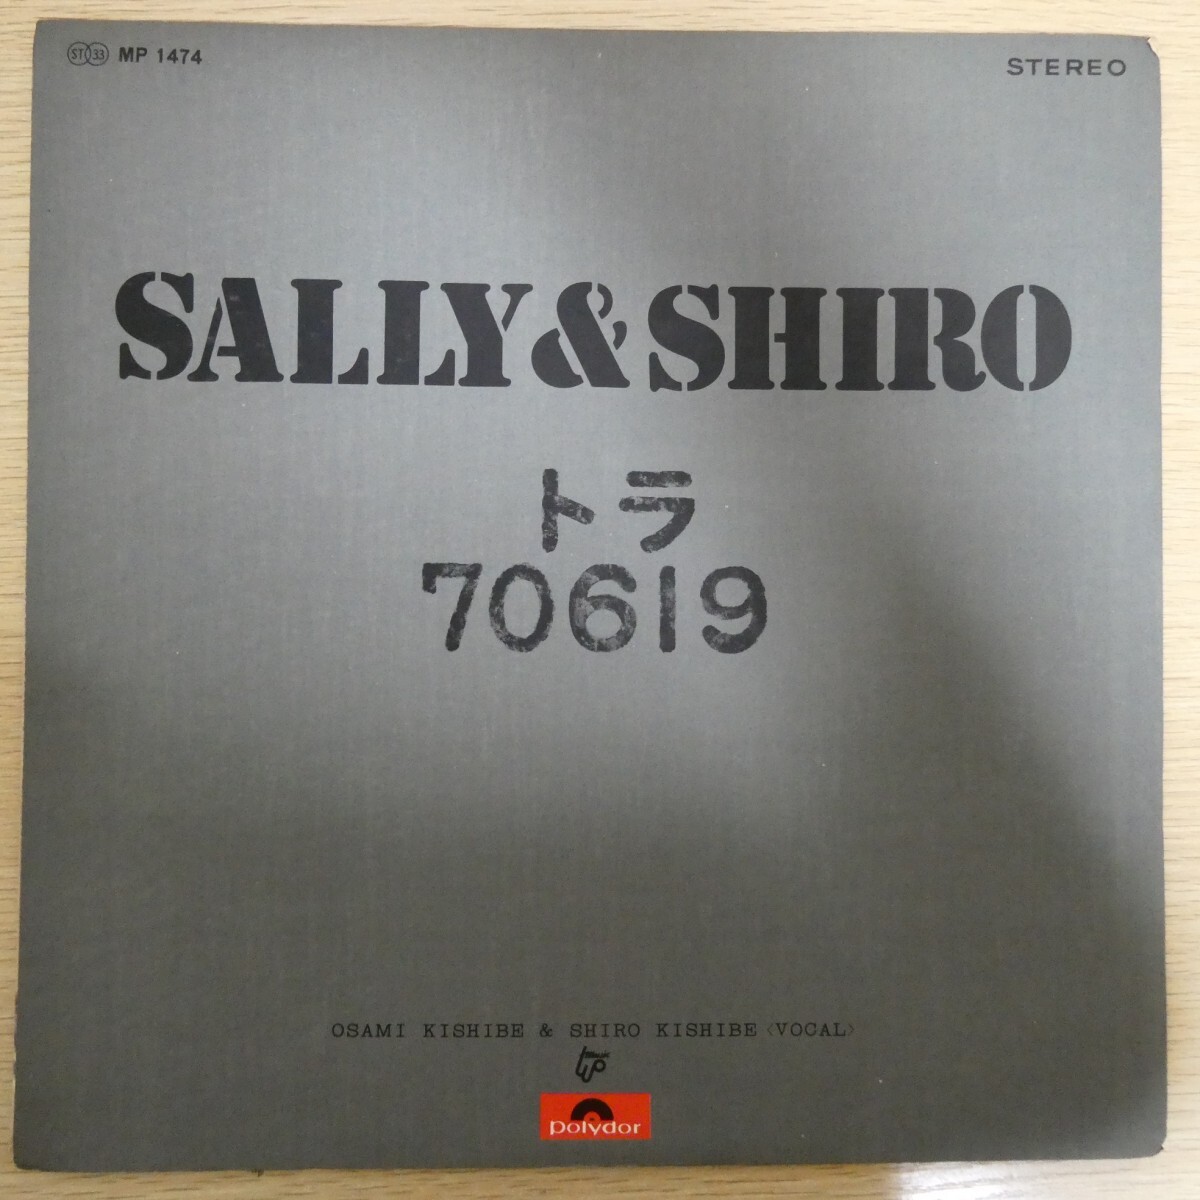 ST 33 MP 1474
STEREO
SALLY & SHIRO
トラ
70619
OSAMI KISHIBE & SHIRO KISHIBE〈VOCAL〉
polydor